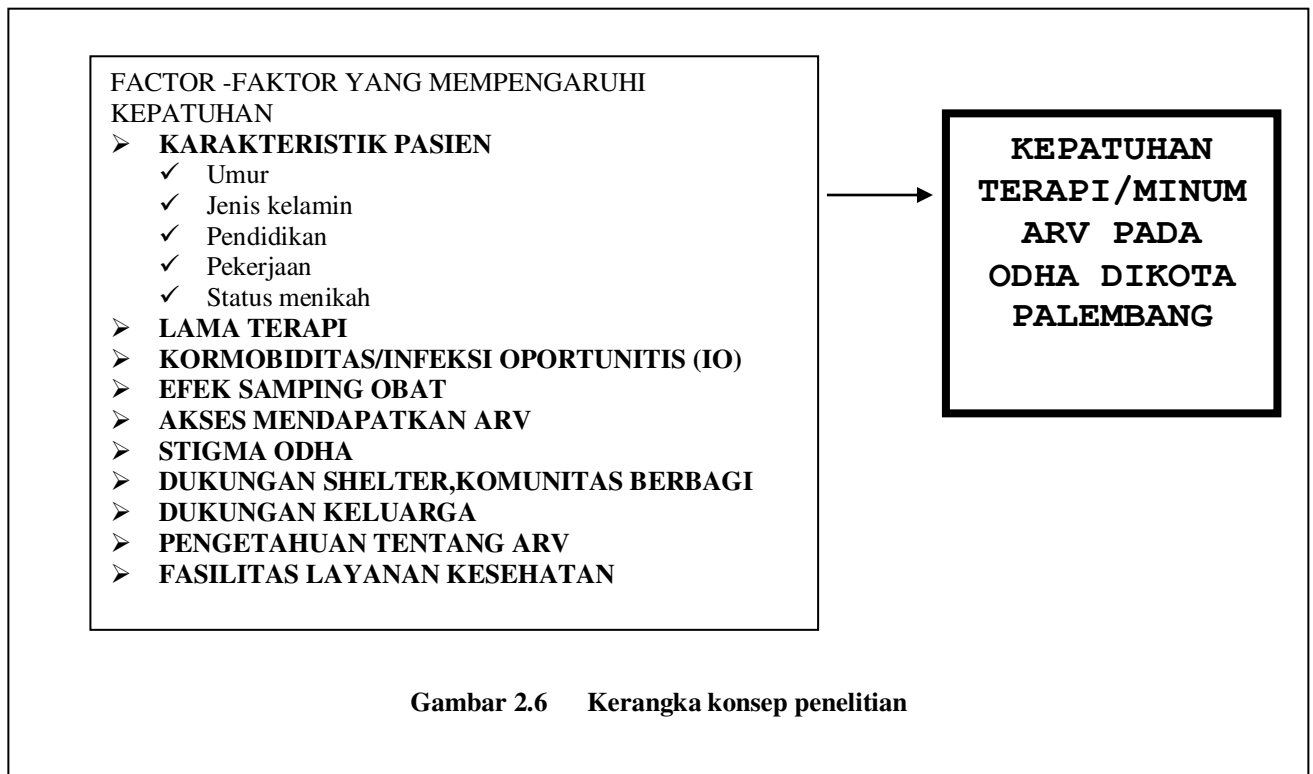 FACTOR -FAKTOR YANG MEMPENGARUHI
KEPATUHAN
➢ KARAKTERISTIK PASIEN
✓ Umur
✓ Jenis kelamin
✓ Pendidikan
✓ Pekerjaan
✓ Status menikah
➢ LAMA TERAPI
➢ KORMOBIDITAS/INFEKSI OPORTUNITIS (IO)
➢ EFEK SAMPING OBAT
➢ AKSES MENDAPATKAN ARV
➢ STIGMA ODHA
➢ DUKUNGAN SHELTER,KOMUNITAS BERBAGI
➢ DUKUNGAN KELUARGA
➢ PENGETAHUAN TENTANG ARV
➢ FASILITAS LAYANAN KESEHATAN
KEPATUHAN
TERAPI/MINUM
ARV PADA
ODHA DIKOTA
PALEMBANG
Gambar 2.6 Kerangka konsep penelitian